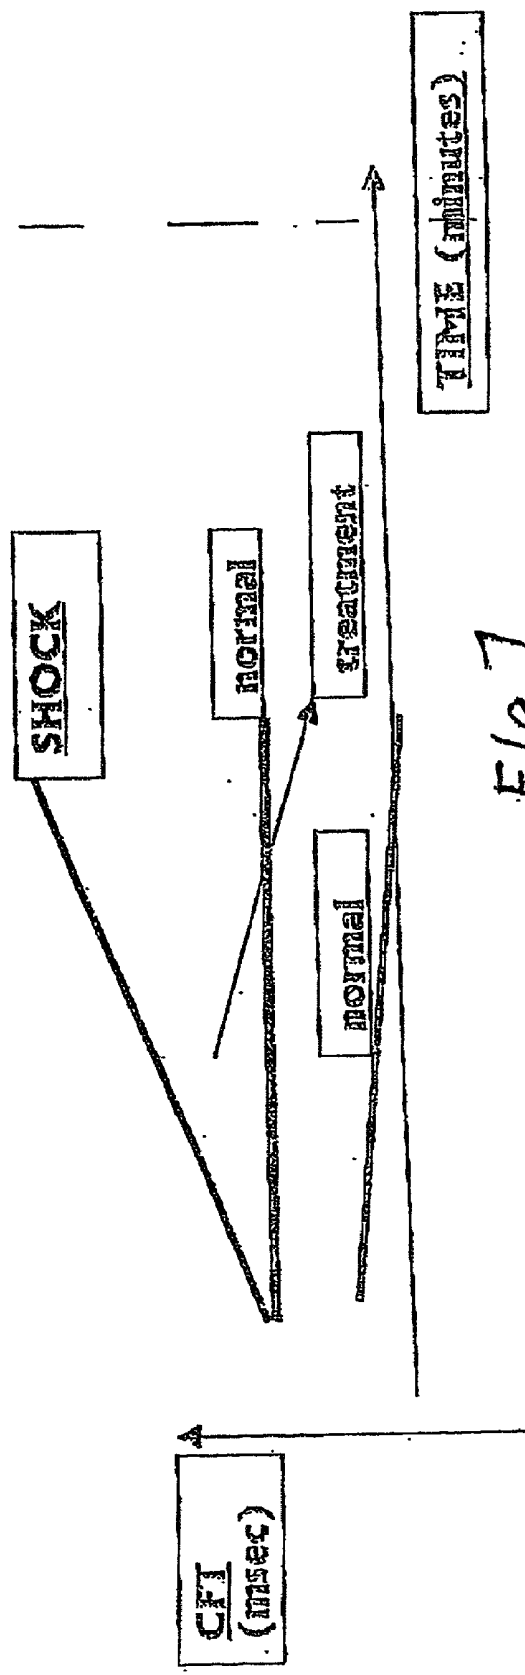 SHOCK
normal
treatment
normal
CFI
(msec)
TIME (minutes)